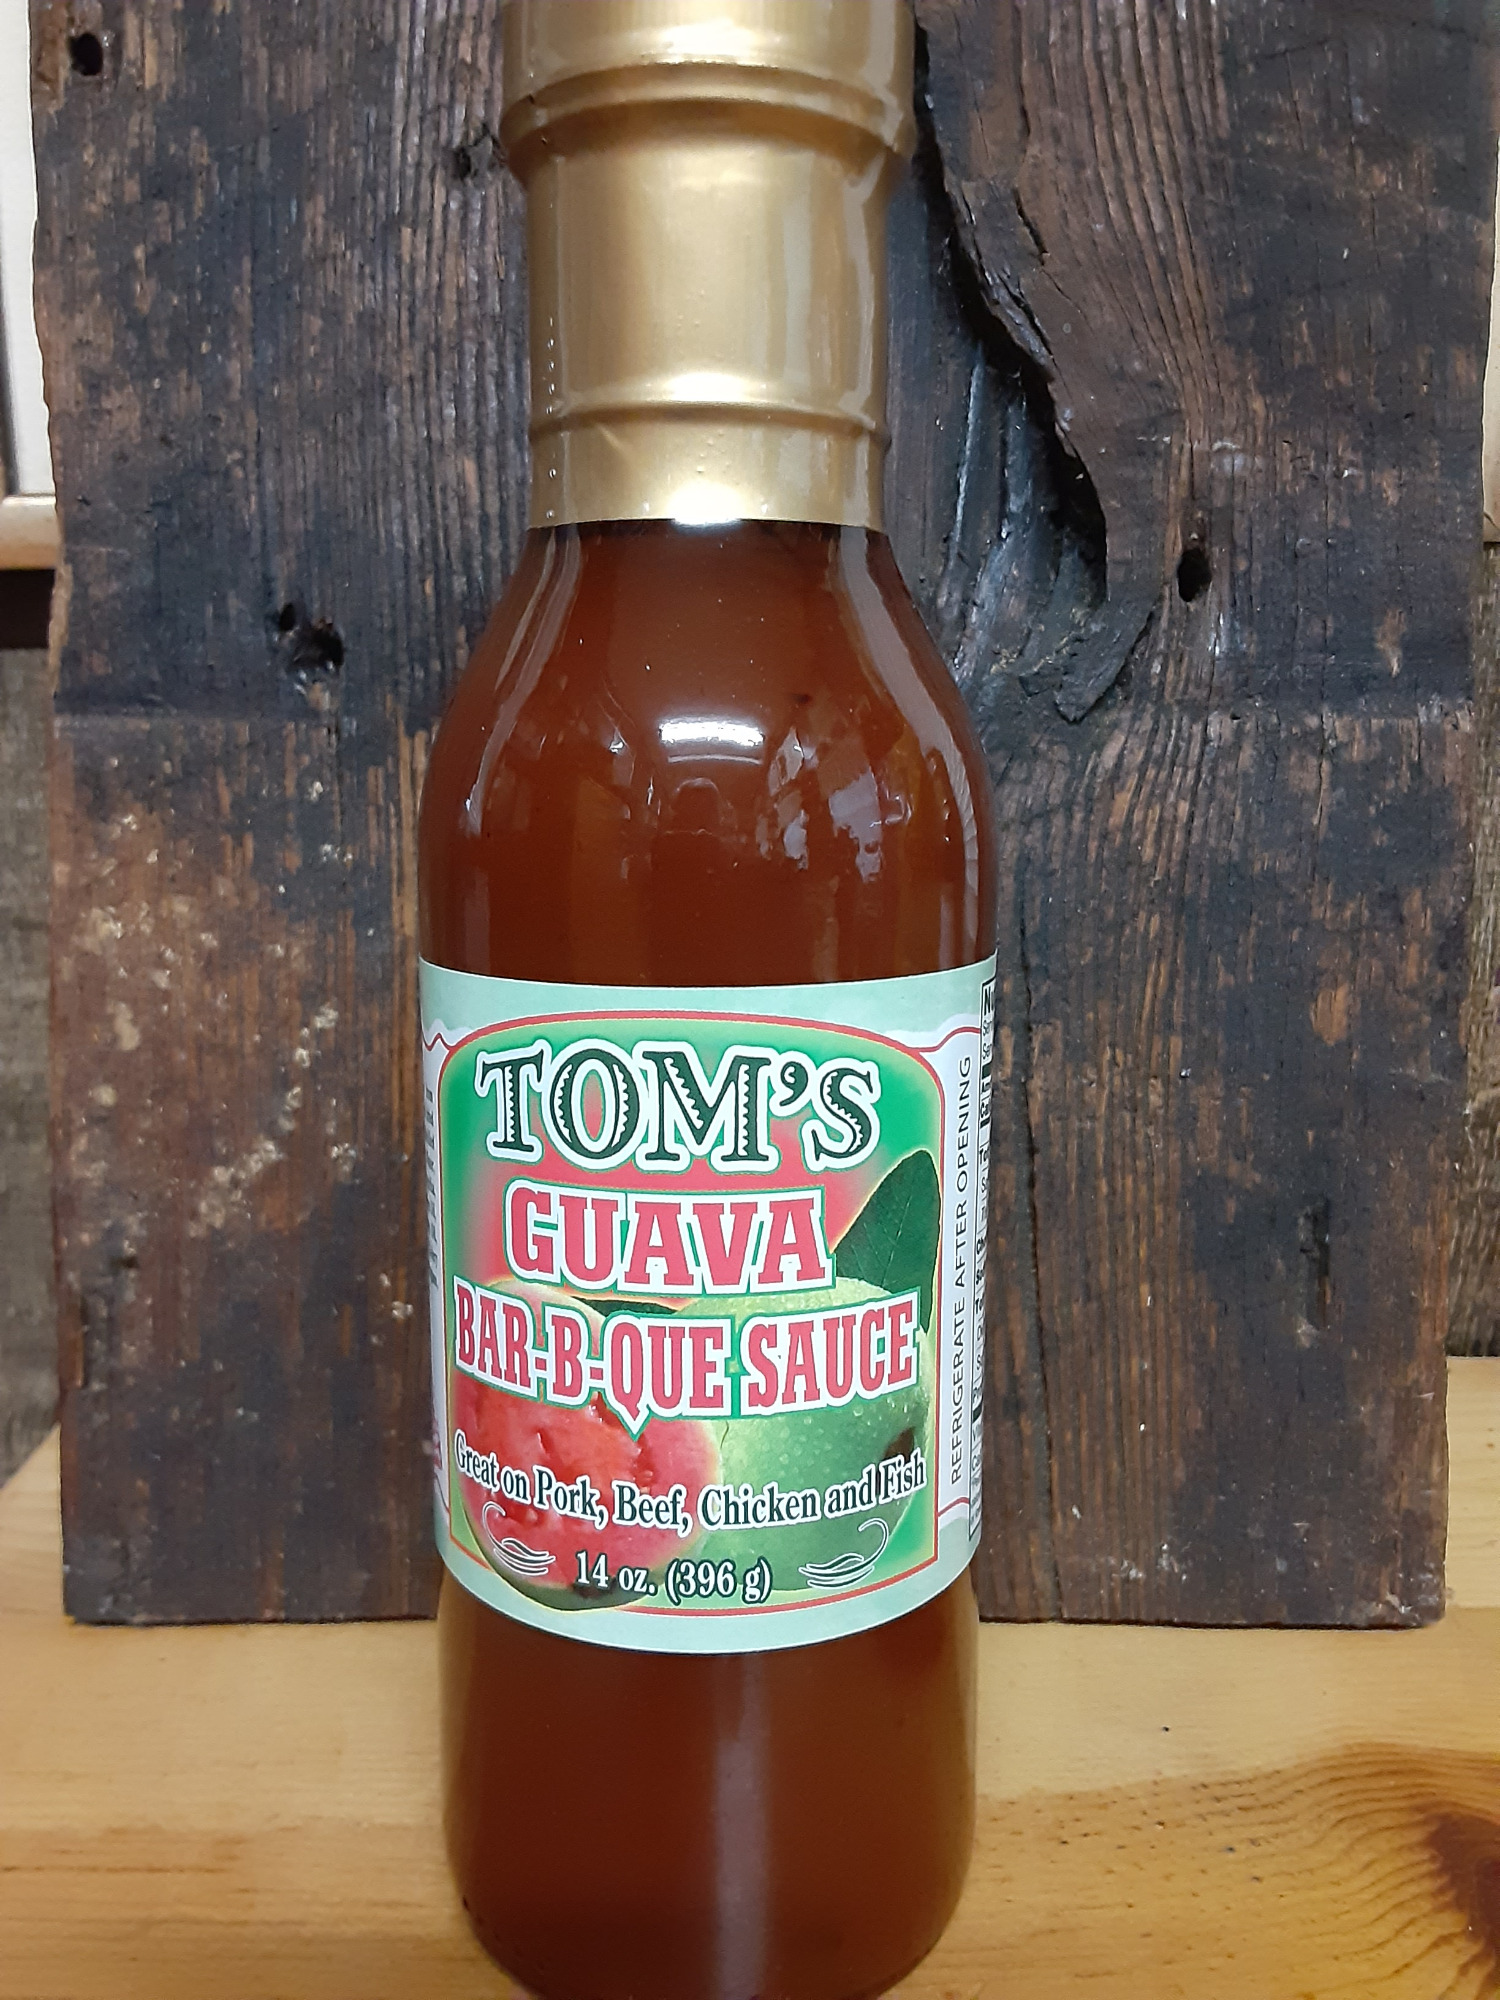 TOM'S
GUAVA
BAR-B-QUE SAUCE
Great on Pork, Beef, Chicken and Fish
14 oz. (396 g)
REFRIGERATE AFTER OPENING